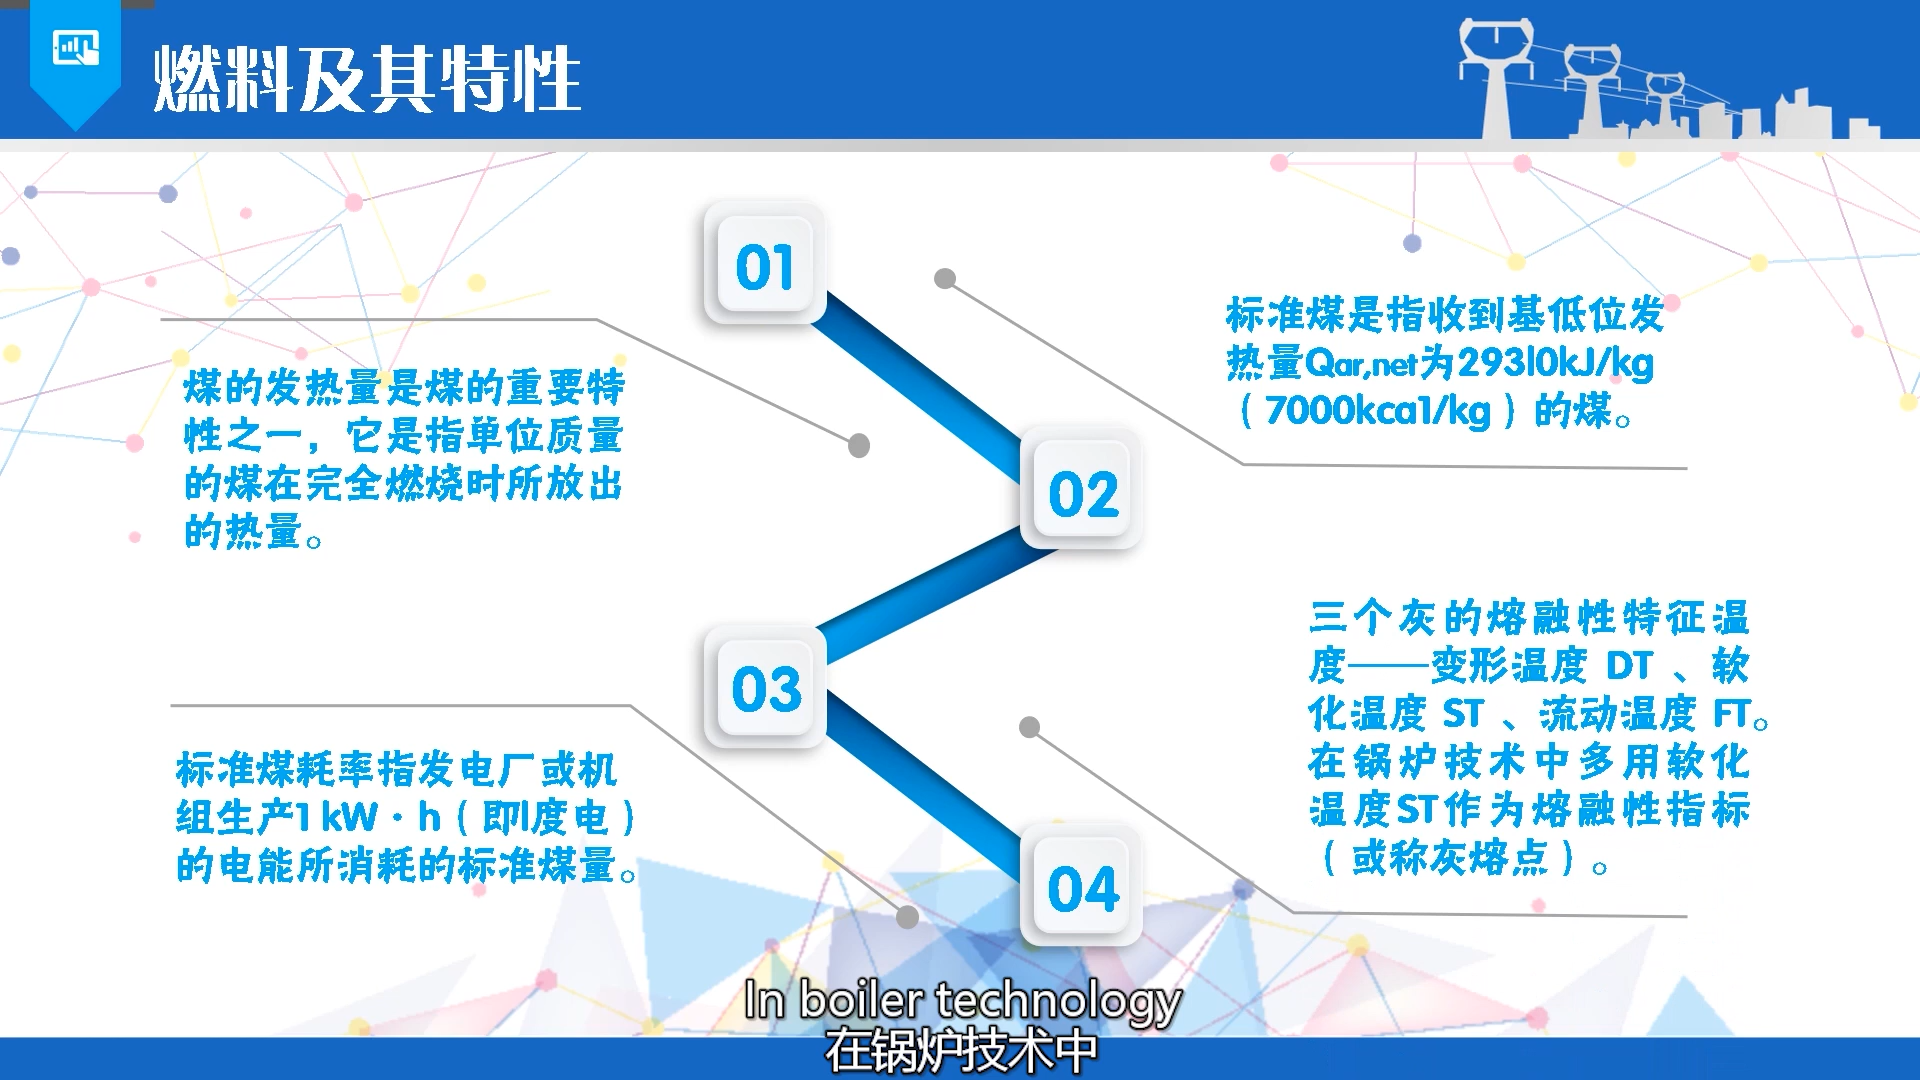 燃料及其特性
01
煤的发热量是煤的重要特
性之一，它是指单位质量
的煤在完全燃烧时所放出
的热量。
标准煤是指收到基低位发
热量Qar,net为293l0kJ/kg
（7000kca1/kg）的煤。
02
03
标准煤耗率指发电厂或机
组生产1 kW·h（即l度电）
的电能所消耗的标准煤量。
三个灰的熔融性特征温
度——变形温度 DT 、软
化温度 ST 、流动温度 FT。
在锅炉技术中多用软化
温度ST作为熔融性指标
（或称灰熔点）。
04
In boiler technology
在锅炉技术中